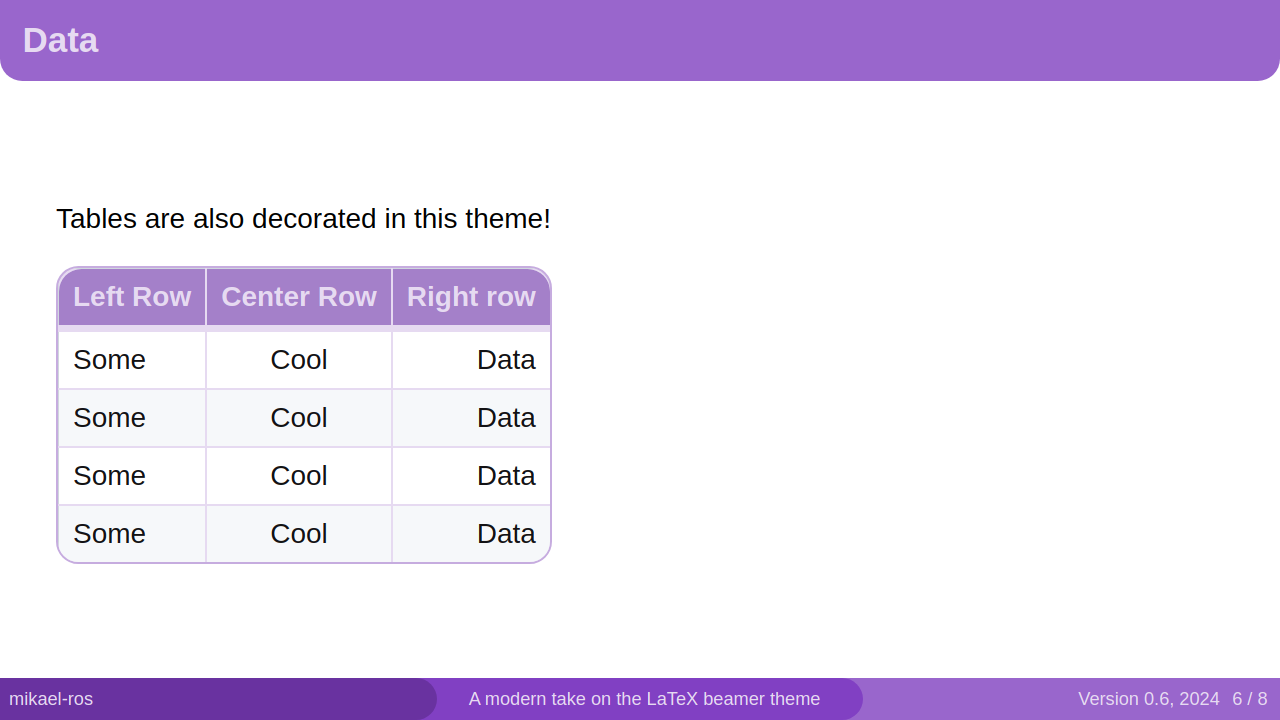 Data
Tables are also decorated in this theme!
Left Row Center Row Right row
Some Cool Data
Some Cool Data
Some Cool Data
Some Cool Data
mikael-ros A modern take on the LaTeX beamer theme Version 0.6, 2024 6 / 8